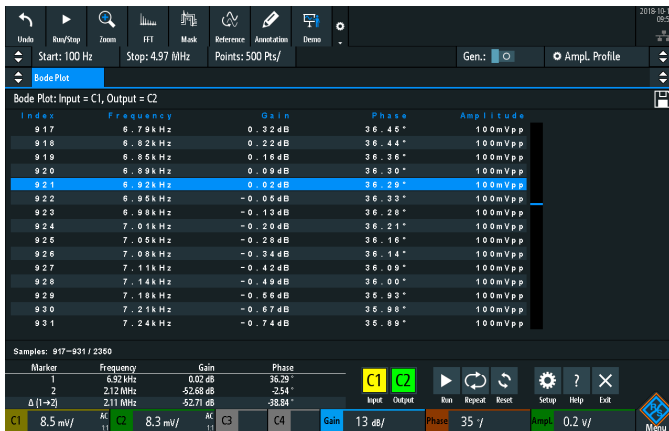 2018-10-1
09:5
Undo Run/Stop Zoom FFT Mask Reference Annotation Demo
Start: 100 Hz Stop: 4.97 MHz Points: 500 Pts/ Gen.: Ampl. Profile
Bode Plot
Bode Plot: Input = C1, Output = C2
Index Frequency Gain Phase Amplitude
917 6.79kHz 0.32dB 36.45° 100mVpp
918 6.82kHz 0.22dB 36.44° 100mVpp
919 6.85kHz 0.16dB 36.36° 100mVpp
920 6.89kHz 0.09dB 36.30° 100mVpp
921 6.92kHz 0.02dB 36.29° 100mVpp
922 6.95kHz -0.05dB 36.33° 100mVpp
923 6.98kHz -0.13dB 36.28° 100mVpp
924 7.01kHz -0.20dB 36.21° 100mVpp
925 7.05kHz -0.28dB 36.16° 100mVpp
926 7.08kHz -0.34dB 36.14° 100mVpp
927 7.11kHz -0.42dB 36.09° 100mVpp
928 7.14kHz -0.49dB 36.00° 100mVpp
929 7.18kHz -0.56dB 35.93° 100mVpp
930 7.21kHz -0.67dB 35.98° 100mVpp
931 7.24kHz -0.74dB 35.89° 100mVpp
Samples: 917-931 / 2350
Marker Frequency Gain Phase
1 6.92 kHz 0.02 dB 36.29 °
2 2.12 MHz -52.68 dB -2.54 °
Δ (1→2) 2.11 MHz -52.71 dB -38.84 °
C1 C2
Input Output Run Repeat Reset Setup Help Exit
C1 8.5 mV/ AC 1:1 C2 8.3 mV/ AC 1:1 C3 C4 Gain 13 dB/ Phase 35 °/ Ampl. 0.2 V/ Menu